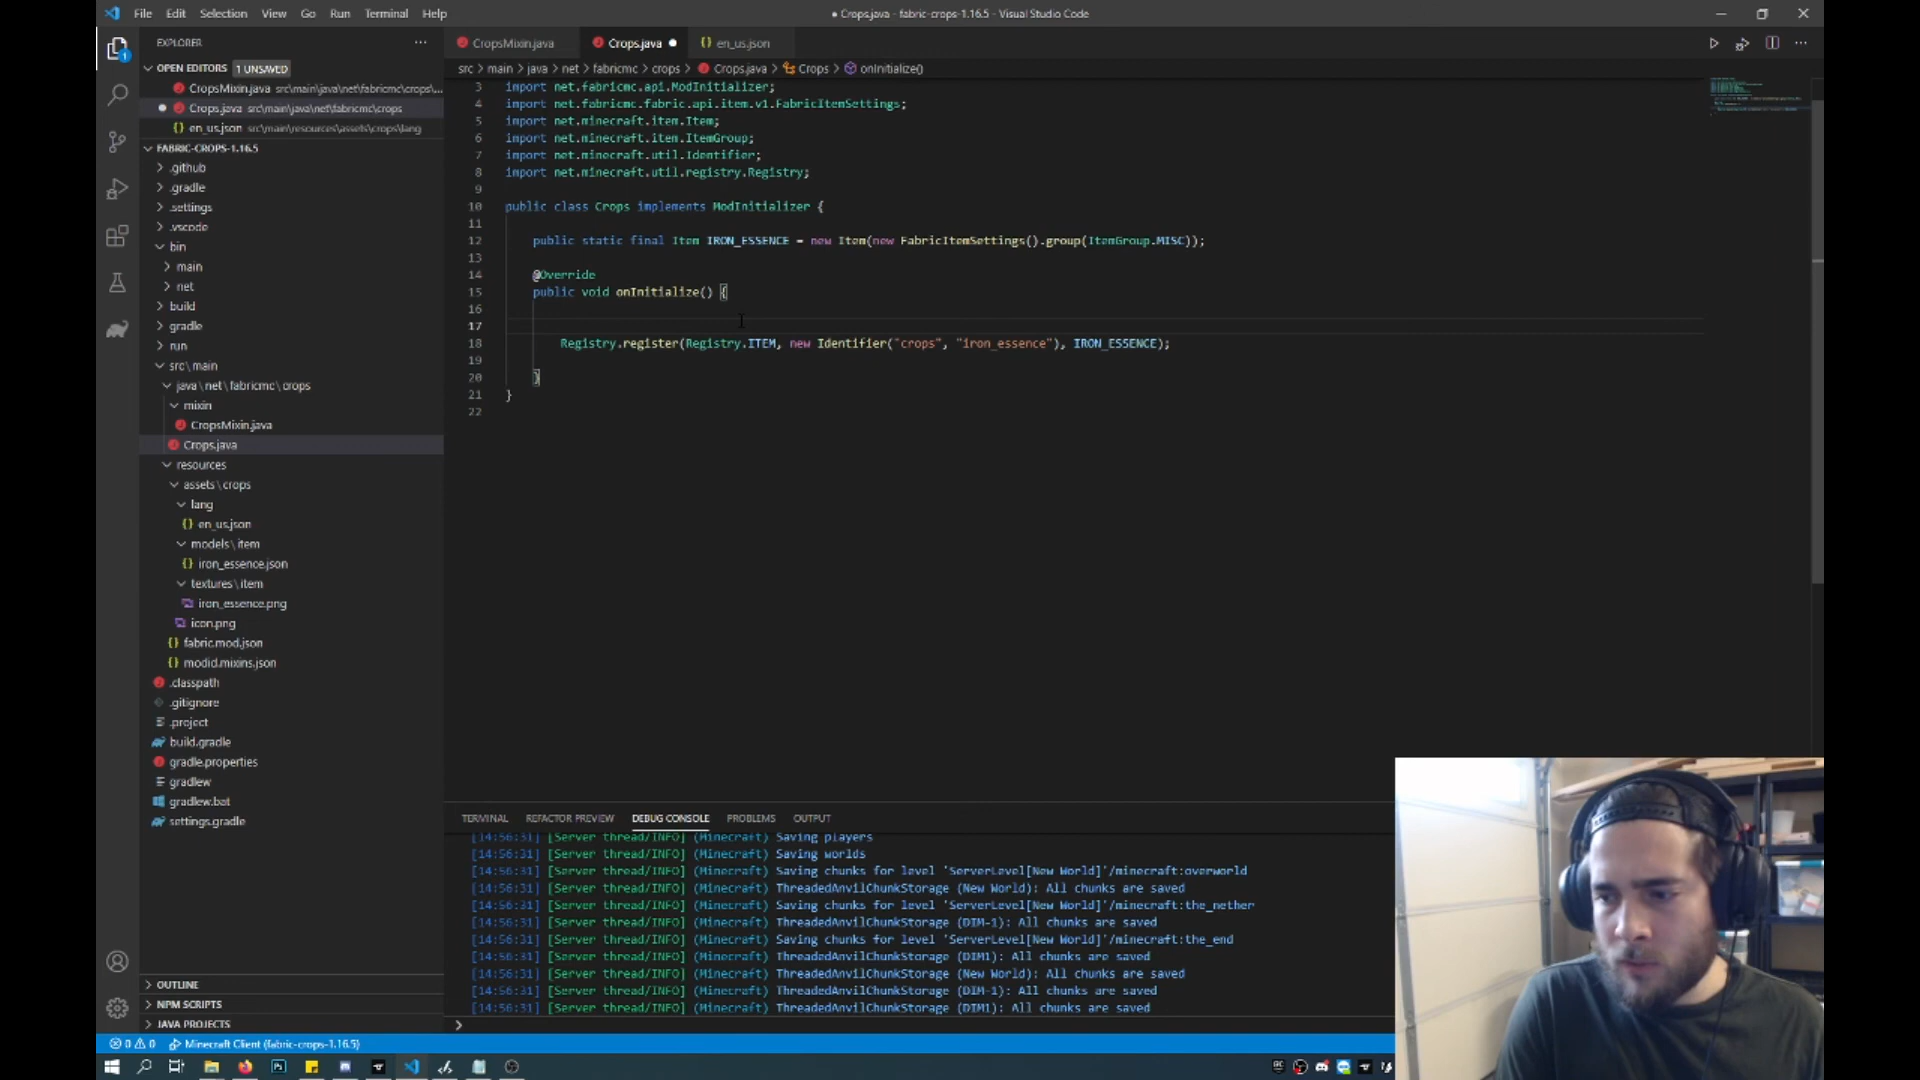 File Edit Selection View Go Run Terminal Help
● Crops.java - fabric-crops-1.16.5 - Visual Studio Code
EXPLORER
OPEN EDITORS 1 UNSAVED
CropsMixin.java src\main\java\net\fabricmc\crops\...
Crops.java src\main\java\net\fabricmc\crops
en_us.json src\main\resources\assets\crops\lang
FABRIC-CROPS-1.16.5
.github
.gradle
.settings
.vscode
bin
main
net
build
gradle
run
src\main
java\net\fabricmc\crops
mixin
CropsMixin.java
Crops.java
resources
assets\crops
lang
en_us.json
models\item
iron_essence.json
textures\item
iron_essence.png
icon.png
fabric.mod.json
modid.mixins.json
.classpath
.gitignore
.project
build.gradle
gradle.properties
gradlew
gradlew.bat
settings.gradle
OUTLINE
NPM SCRIPTS
JAVA PROJECTS
CropsMixin.java Crops.java en_us.json
src > main > java > net > fabricmc > crops > Crops.java > Crops > onInitialize()
3 import net.fabricmc.api.ModInitializer;
4 import net.fabricmc.fabric.api.item.v1.FabricItemSettings;
5 import net.minecraft.item.Item;
6 import net.minecraft.item.ItemGroup;
7 import net.minecraft.util.Identifier;
8 import net.minecraft.util.registry.Registry;
9
10 public class Crops implements ModInitializer {
11
12 public static final Item IRON_ESSENCE = new Item(new FabricItemSettings().group(ItemGroup.MISC));
13
14 @Override
15 public void onInitialize() {
16
17
18 Registry.register(Registry.ITEM, new Identifier("crops", "iron_essence"), IRON_ESSENCE);
19
20 }
21 }
22
TERMINAL REFACTOR PREVIEW DEBUG CONSOLE PROBLEMS OUTPUT
[14:56:31] [Server thread/INFO] (Minecraft) Saving players
[14:56:31] [Server thread/INFO] (Minecraft) Saving worlds
[14:56:31] [Server thread/INFO] (Minecraft) Saving chunks for level 'ServerLevel[New World]'/minecraft:overworld
[14:56:31] [Server thread/INFO] (Minecraft) ThreadedAnvilChunkStorage (New World): All chunks are saved
[14:56:31] [Server thread/INFO] (Minecraft) Saving chunks for level 'ServerLevel[New World]'/minecraft:the_nether
[14:56:31] [Server thread/INFO] (Minecraft) ThreadedAnvilChunkStorage (DIM-1): All chunks are saved
[14:56:31] [Server thread/INFO] (Minecraft) Saving chunks for level 'ServerLevel[New World]'/minecraft:the_end
[14:56:31] [Server thread/INFO] (Minecraft) ThreadedAnvilChunkStorage (DIM1): All chunks are saved
[14:56:31] [Server thread/INFO] (Minecraft) ThreadedAnvilChunkStorage (New World): All chunks are saved
[14:56:31] [Server thread/INFO] (Minecraft) ThreadedAnvilChunkStorage (DIM-1): All chunks are saved
[14:56:31] [Server thread/INFO] (Minecraft) ThreadedAnvilChunkStorage (DIM1): All chunks are saved
0 0 Minecraft Client (fabric-crops-1.16.5)